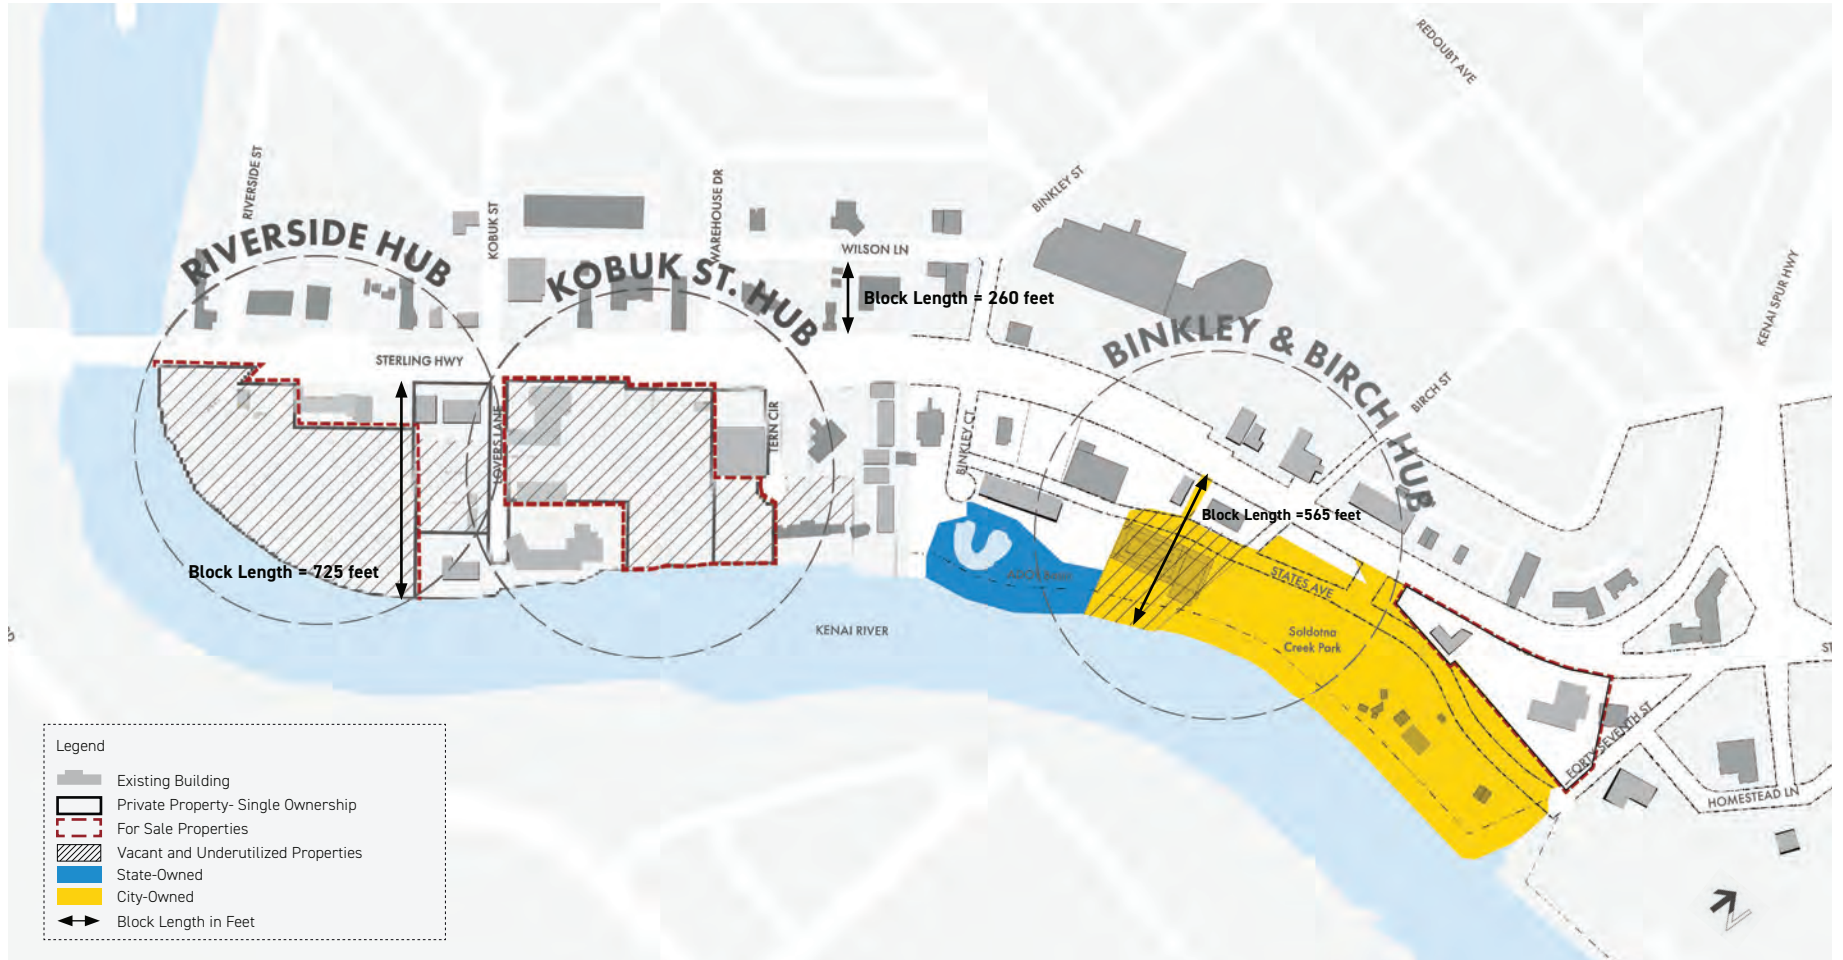 REDOUBT AVE
RIVERSIDE ST
KOBUK ST
WAREHOUSE DR
BINKLEY ST
KENAI SPUR HWY
WILSON LN
RIVERSIDE HUB
KOBUK ST. HUB
Block Length = 260 feet
BINKLEY & BIRCH HUB
STERLING HWY
BIRCH ST
LOVERS LANE
TERN CIR
BINKLEY CT
Block Length =565 feet
Block Length = 725 feet
STATES AVE
KENAI RIVER
Soldotna
Creek Park
ST
FORTY SEVENTH ST
HOMESTEAD LN
Legend
Existing Building
Private Property- Single Ownership
For Sale Properties
Vacant and Underutilized Properties
State-Owned
City-Owned
Block Length in Feet
N